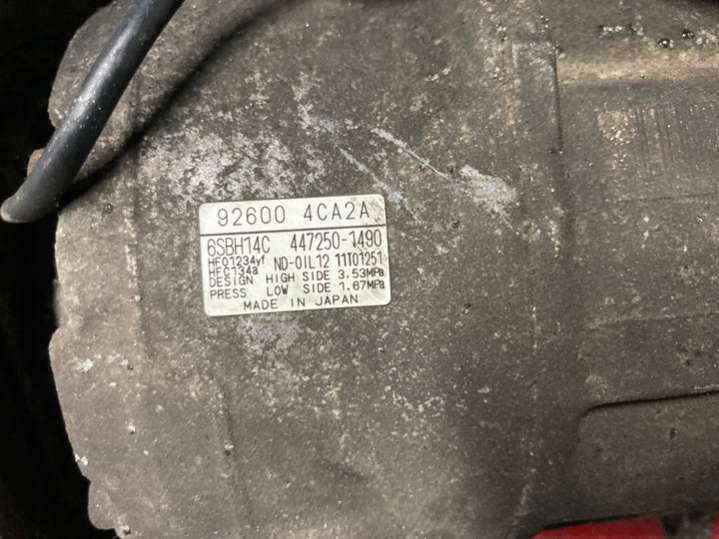 92600 4CA2A
6SBH14C 447250-1490
HFO1234yf ND-OIL12 11T01251
HFC134a
DESIGN HIGH SIDE 3.53MPa
PRESS LOW SIDE 1.67MPa
MADE IN JAPAN